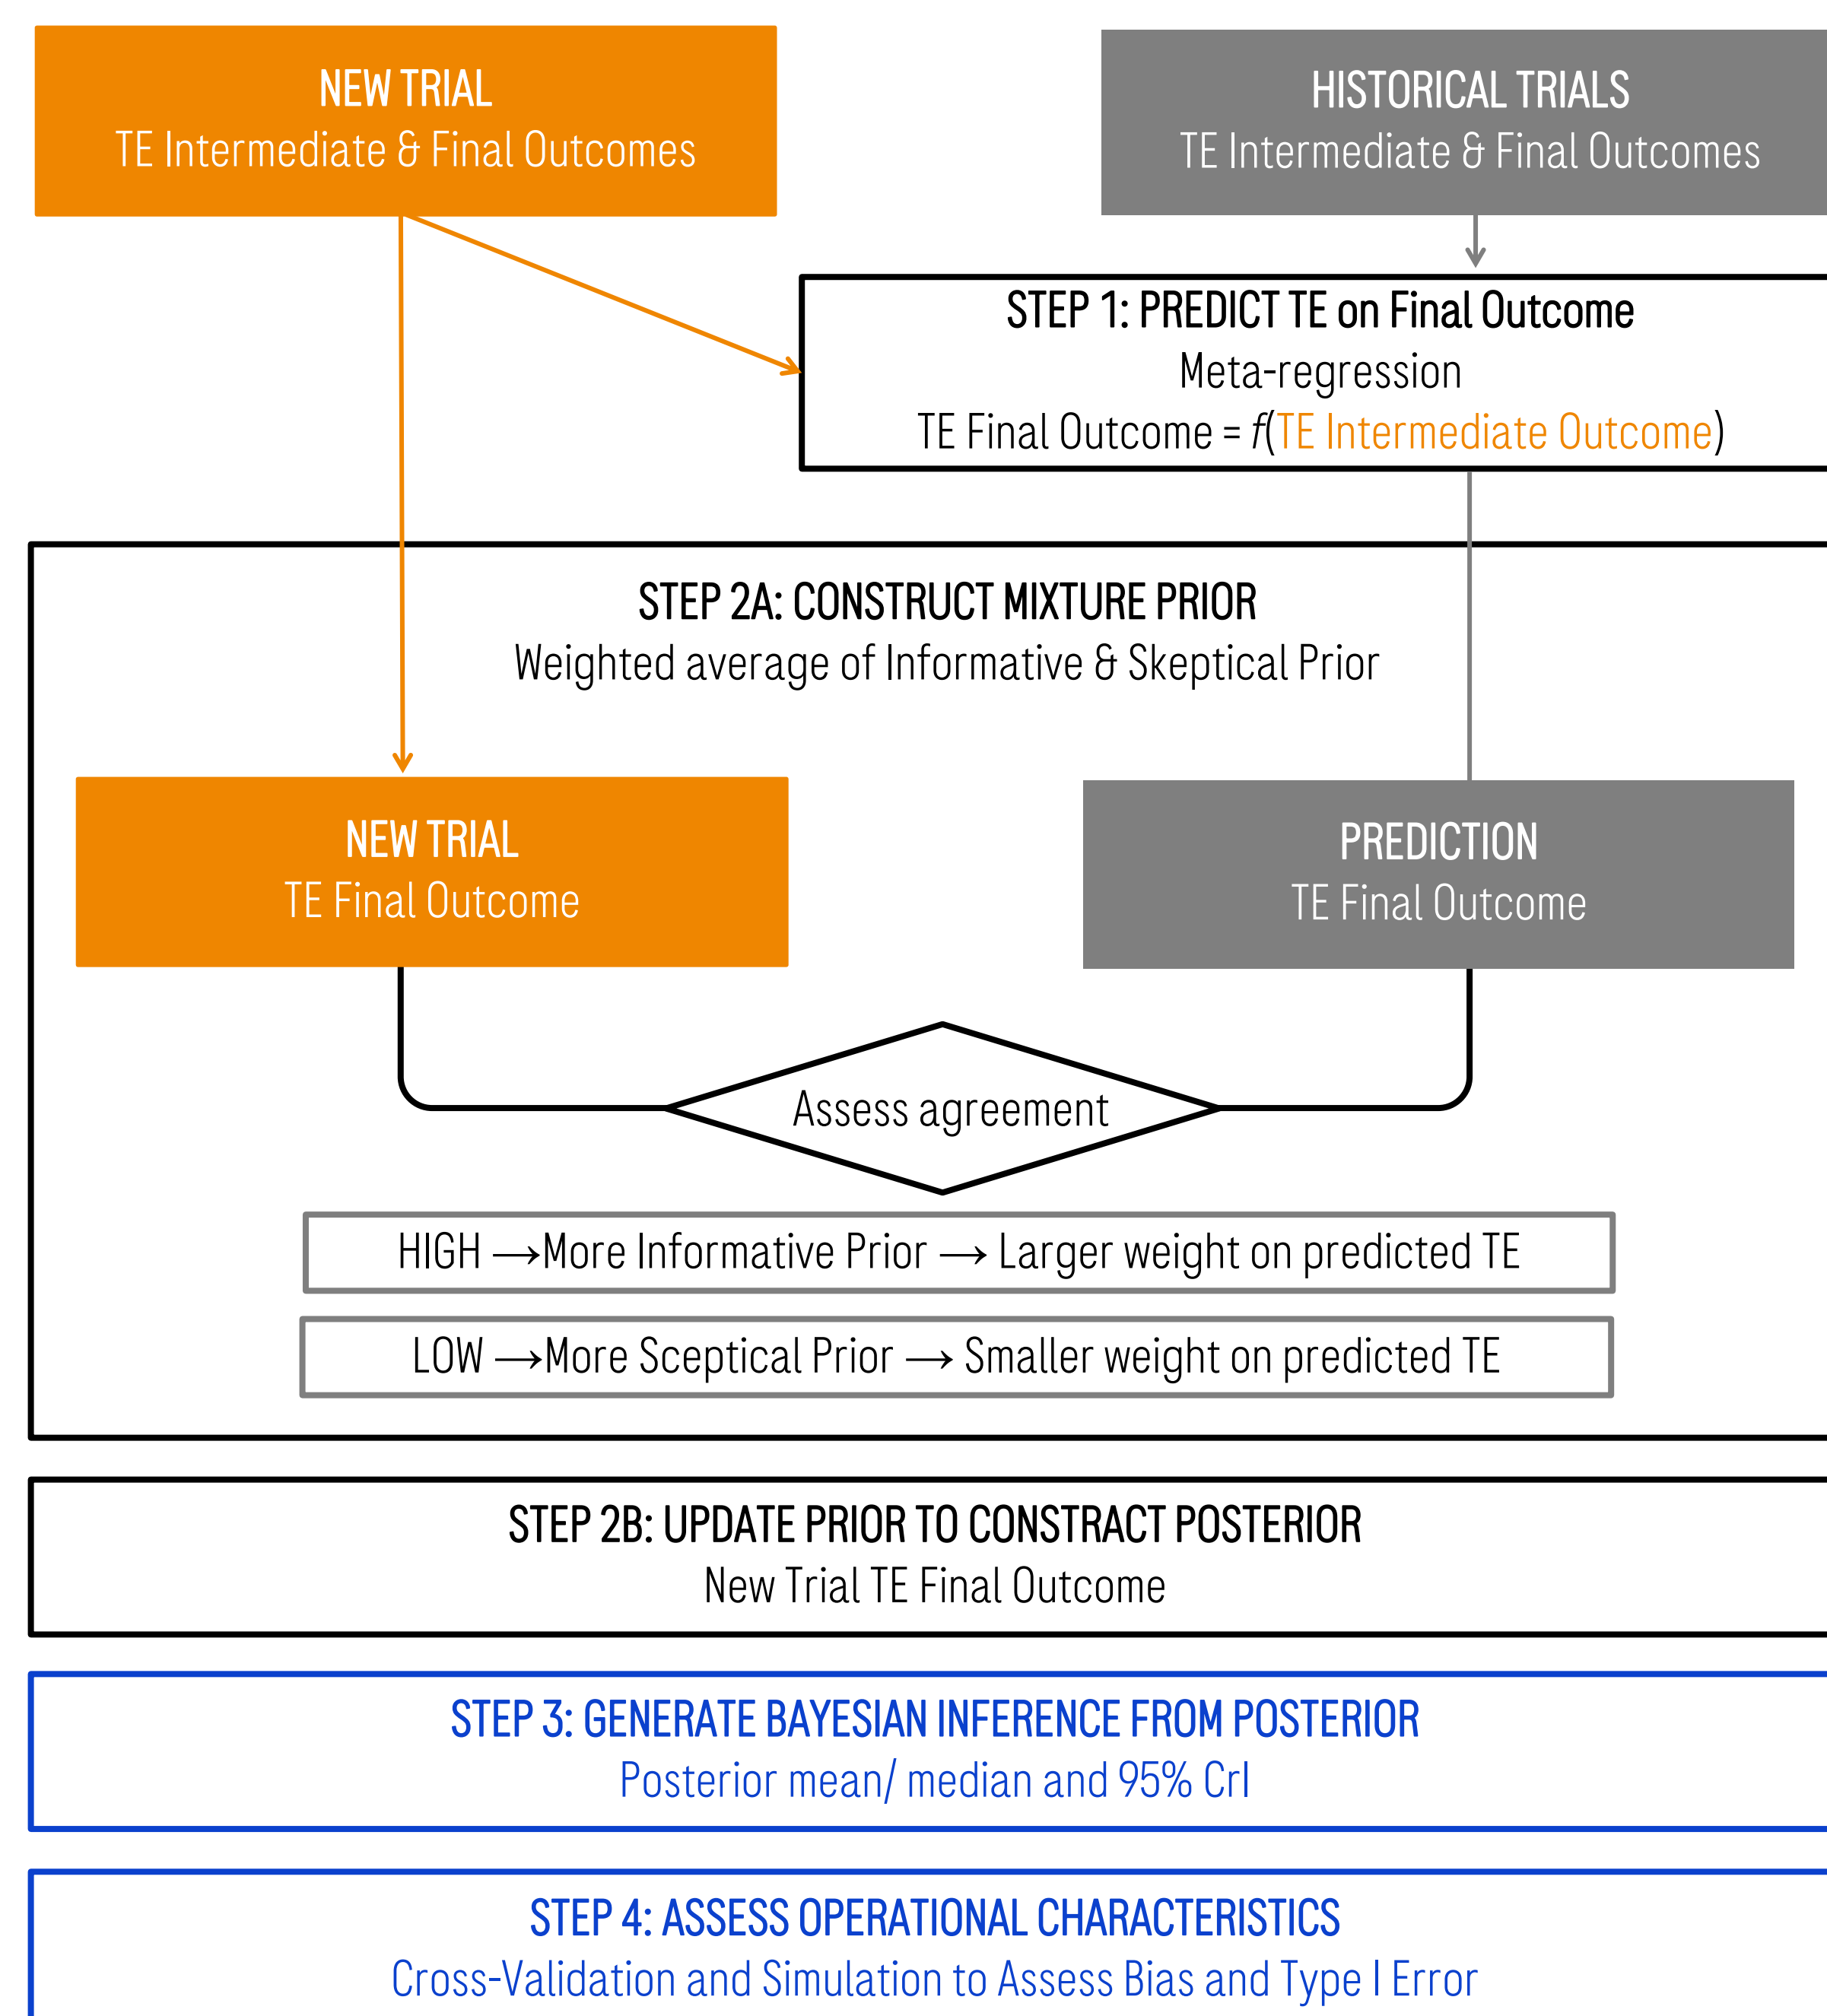 NEW TRIAL
TE Intermediate & Final Outcomes
HISTORICAL TRIALS
TE Intermediate & Final Outcomes
STEP 1: PREDICT TE on Final Outcome
Meta-regression
TE Final Outcome = f(TE Intermediate Outcome)
STEP 2A: CONSTRUCT MIXTURE PRIOR
Weighted average of Informative & Skeptical Prior
NEW TRIAL
TE Final Outcome
PREDICTION
TE Final Outcome
Assess agreement
HIGH →More Informative Prior → Larger weight on predicted TE
LOW →More Sceptical Prior → Smaller weight on predicted TE
STEP 2B: UPDATE PRIOR TO CONSTRACT POSTERIOR
New Trial TE Final Outcome
STEP 3: GENERATE BAYESIAN INFERENCE FROM POSTERIOR
Posterior mean/ median and 95% CrI
STEP 4: ASSESS OPERATIONAL CHARACTERISTICS
Cross-Validation and Simulation to Assess Bias and Type I Error